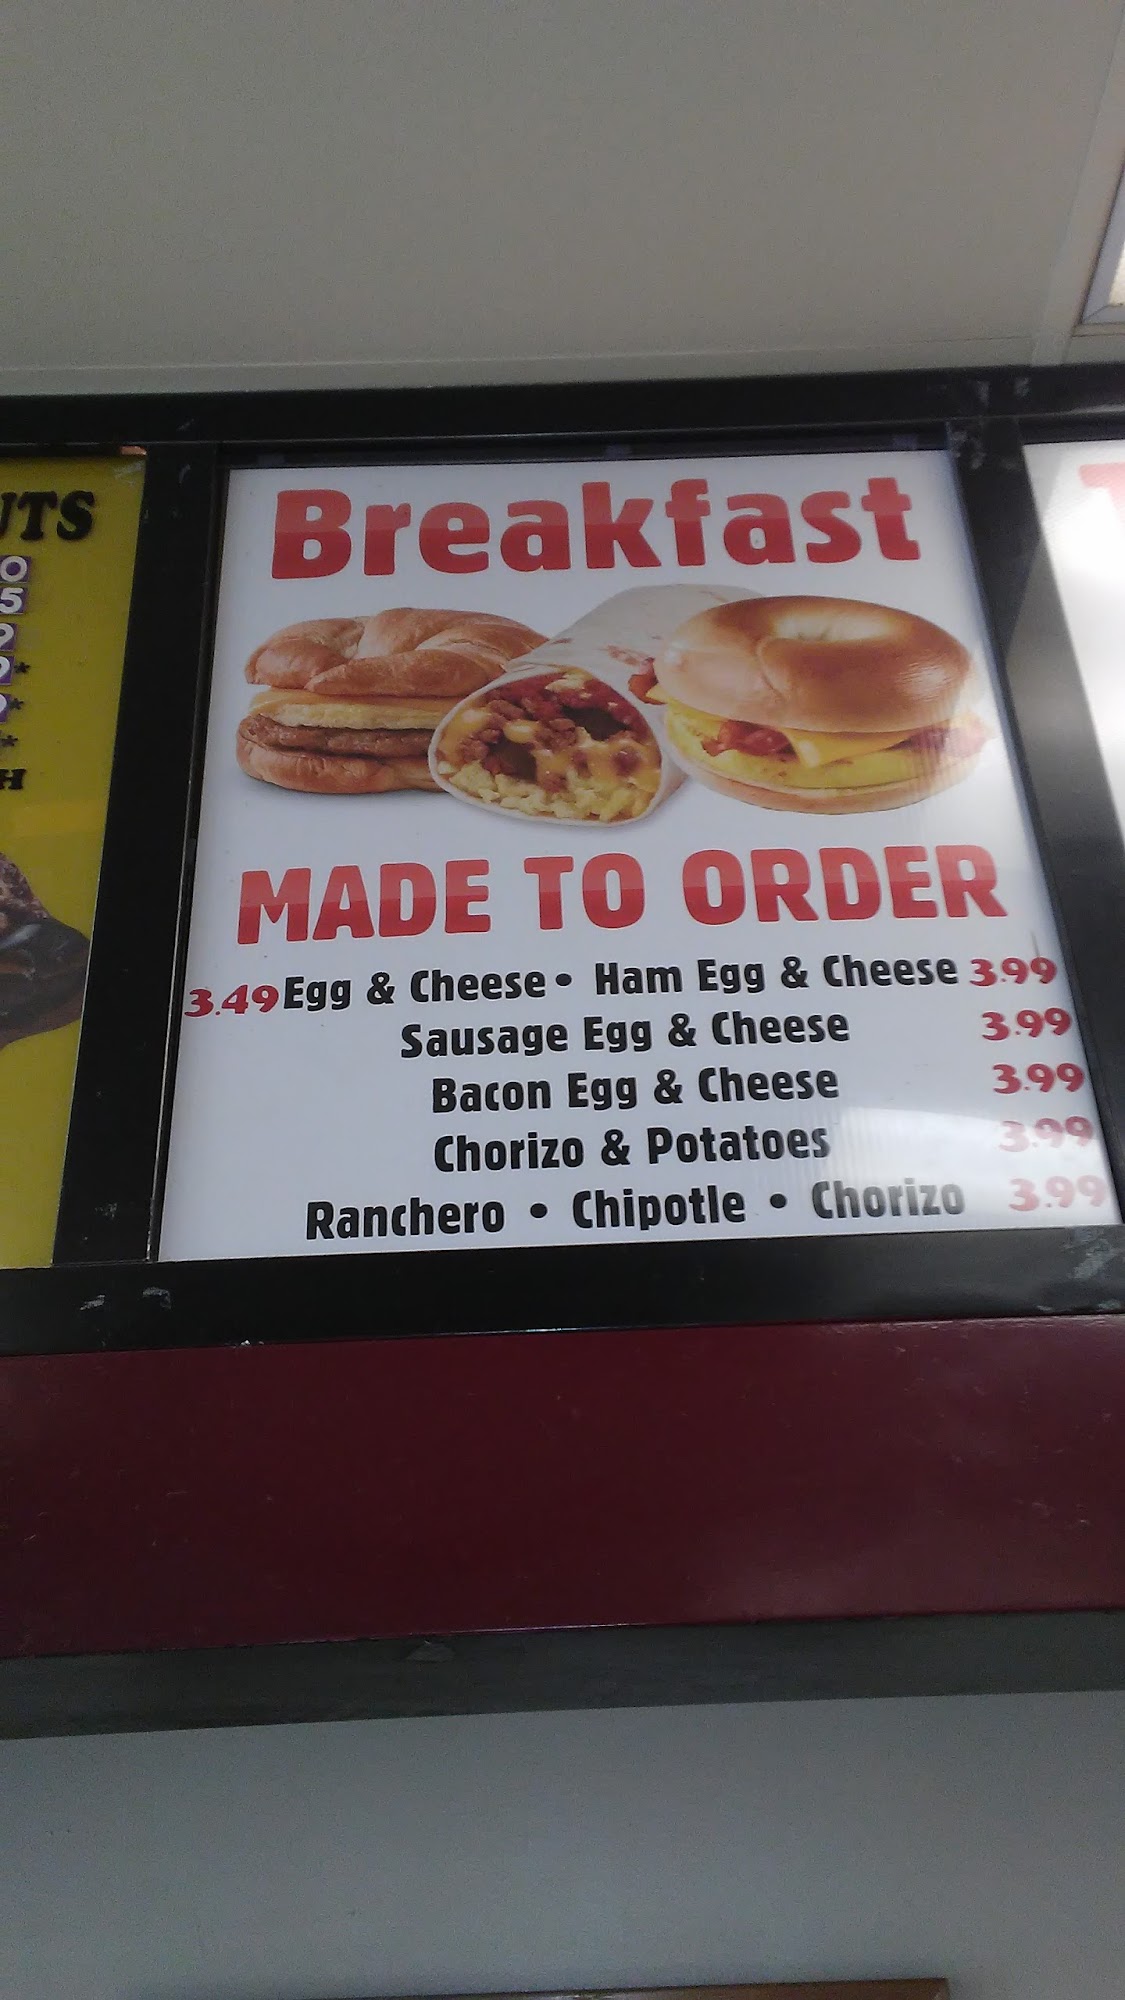 Breakfast
MADE TO ORDER
3.49 Egg & Cheese • Ham Egg & Cheese 3.99
Sausage Egg & Cheese 3.99
Bacon Egg & Cheese 3.99
Chorizo & Potatoes 3.99
Ranchero • Chipotle • Chorizo 3.99